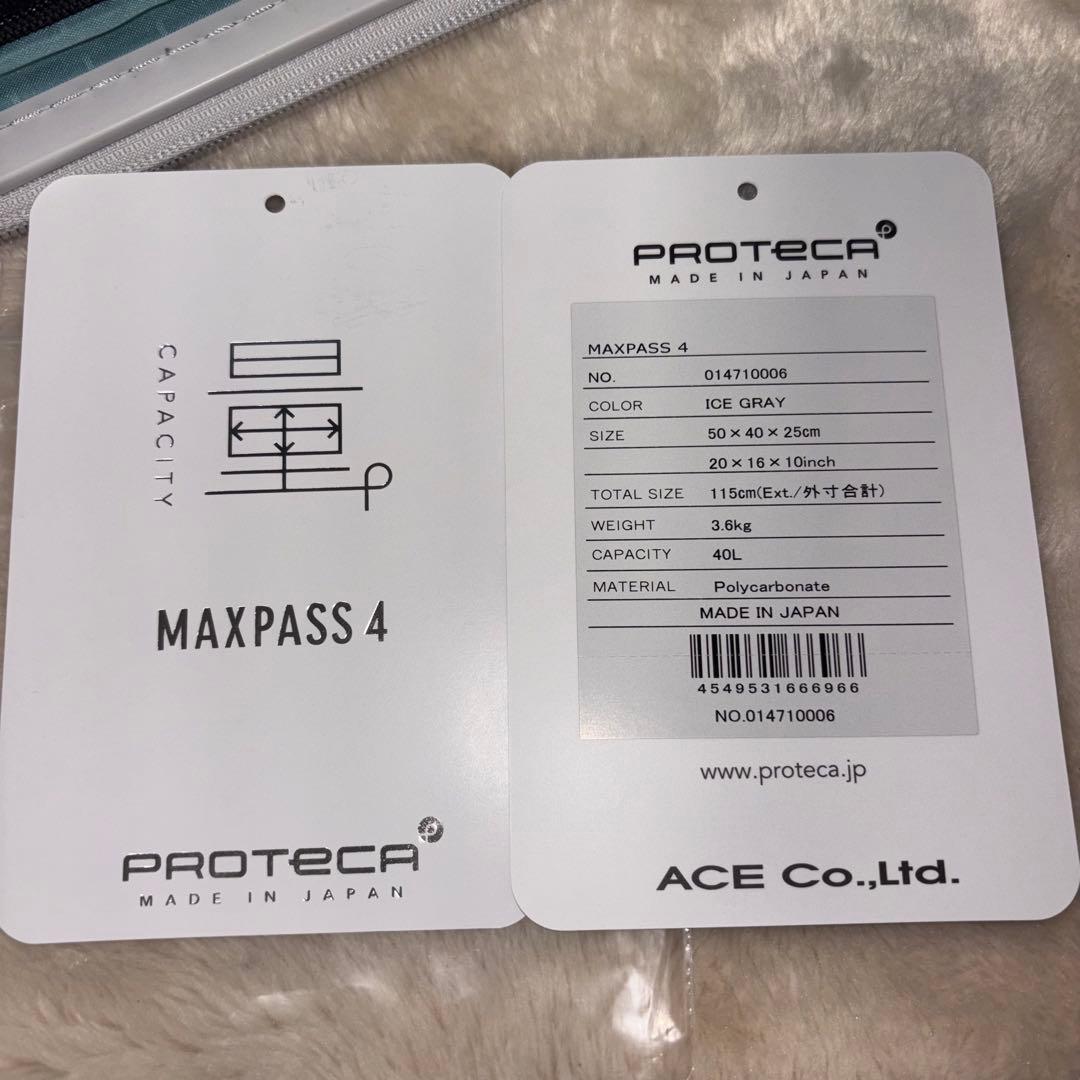 CAPACITY
量
MAXPASS 4
PROTECA
MADE IN JAPAN
PROTECA
MADE IN JAPAN
MAXPASS 4
NO. 014710006
COLOR ICE GRAY
SIZE 50×40×25cm
20×16×10inch
TOTAL SIZE 115cm(Ext./外寸合計)
WEIGHT 3.6kg
CAPACITY 40L
MATERIAL Polycarbonate
MADE IN JAPAN
4549531666966
NO.014710006
www.proteca.jp
ACE Co.,Ltd.